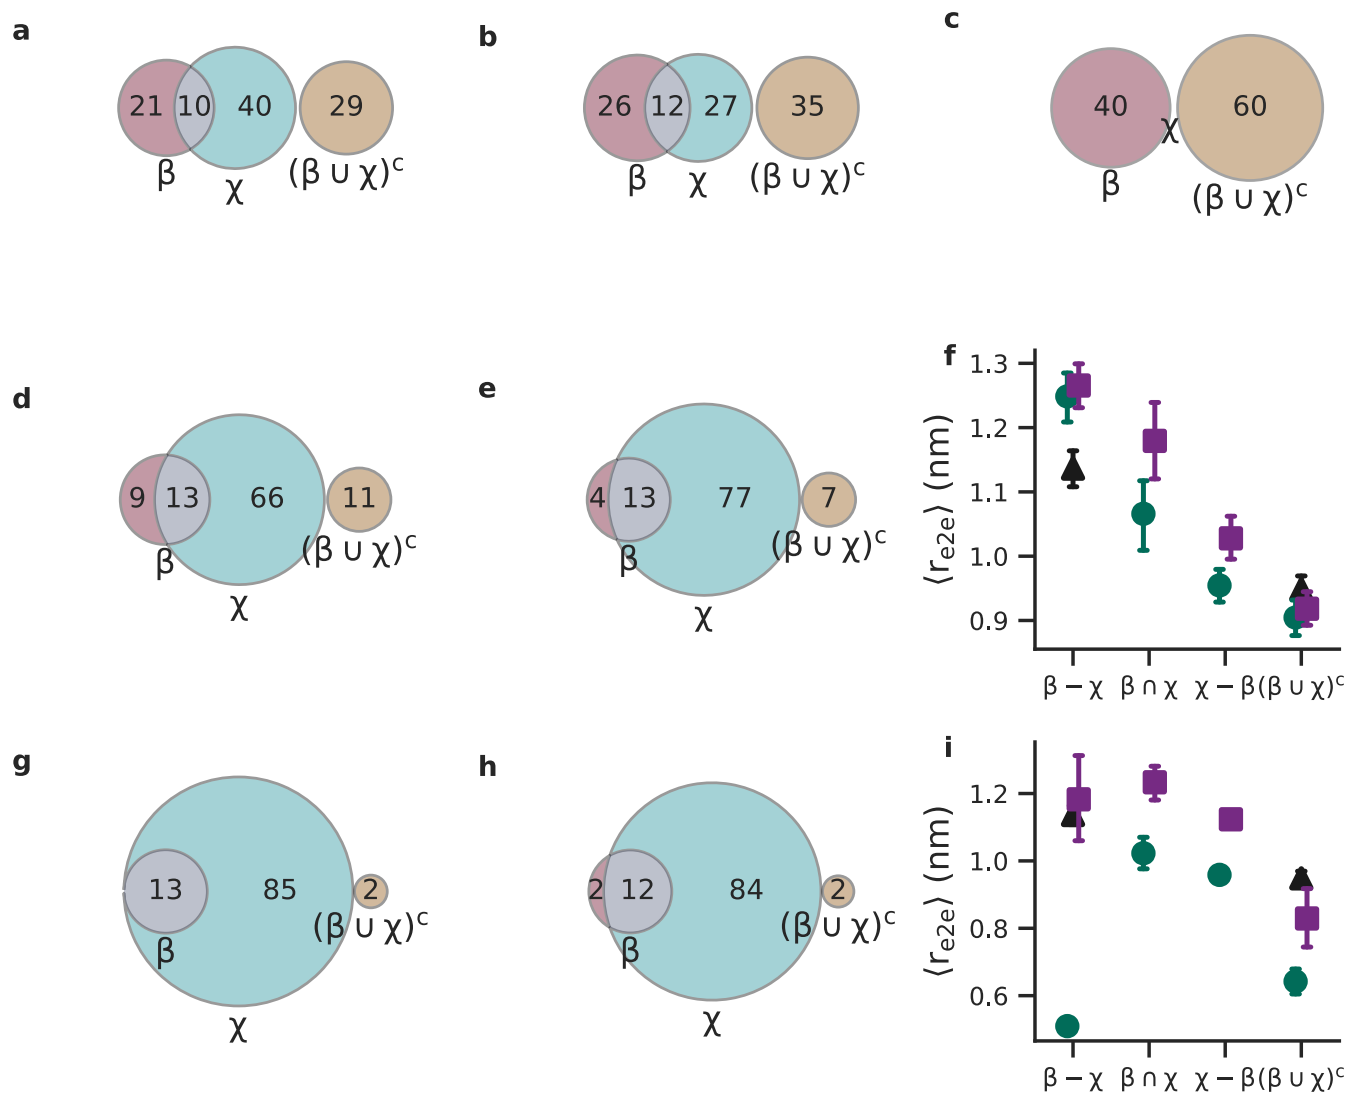 a
21 10 40 29
β
χ
(β ∪ χ)ᶜ
b
26 12 27 35
β
χ
(β ∪ χ)ᶜ
c
40 60
χ
β
(β ∪ χ)ᶜ
d
9 13 66 11
β
χ
(β ∪ χ)ᶜ
e
4 13 77 7
β
χ
(β ∪ χ)ᶜ
f
⟨r_e2e⟩ (nm)
1.3
1.2
1.1
1.0
0.9
β − χ β ∩ χ χ − β (β ∪ χ)ᶜ
g
13 85 2
β
χ
(β ∪ χ)ᶜ
h
2 12 84 2
β
χ
(β ∪ χ)ᶜ
i
⟨r_e2e⟩ (nm)
1.2
1.0
0.8
0.6
β − χ β ∩ χ χ − β (β ∪ χ)ᶜ